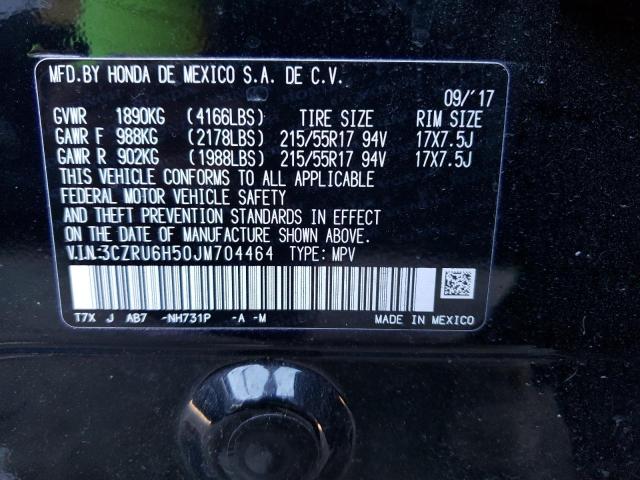 MFD.BY HONDA DE MEXICO S.A. DE C.V.
09/'17
GVWR 1890KG (4166LBS) TIRE SIZE RIM SIZE
GAWR F 988KG (2178LBS) 215/55R17 94V 17X7.5J
GAWR R 902KG (1988LBS) 215/55R17 94V 17X7.5J
THIS VEHICLE CONFORMS TO ALL APPLICABLE
FEDERAL MOTOR VEHICLE SAFETY
AND THEFT PREVENTION STANDARDS IN EFFECT
ON THE DATE OF MANUFACTURE SHOWN ABOVE.
V.I.N.-3CZRU6H50JM704464 TYPE: MPV
T7X J AB7 -NH731P -A -M MADE IN MEXICO